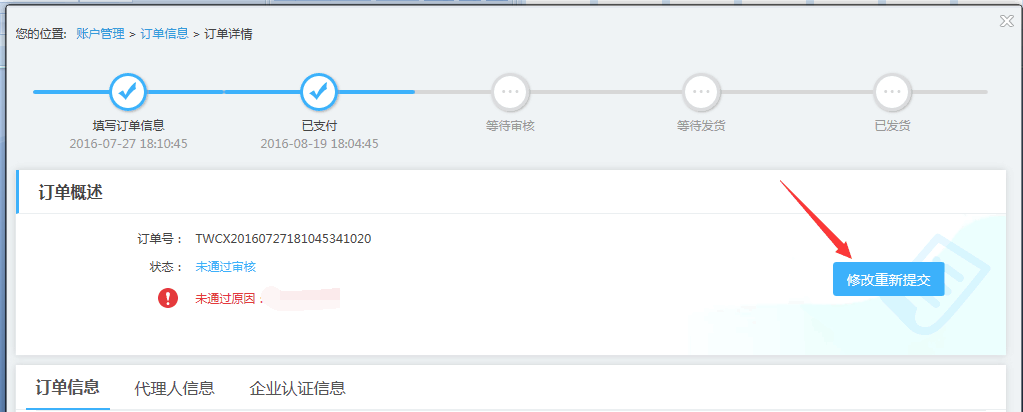 您的位置: 账户管理 > 订单信息 > 订单详情
填写订单信息 已支付 等待审核 等待发货 已发货
2016-07-27 18:10:45 2016-08-19 18:04:45
订单概述
订单号： TWCX20160727181045341020
状态： 未通过审核
修改重新提交
未通过原因：
订单信息 代理人信息 企业认证信息